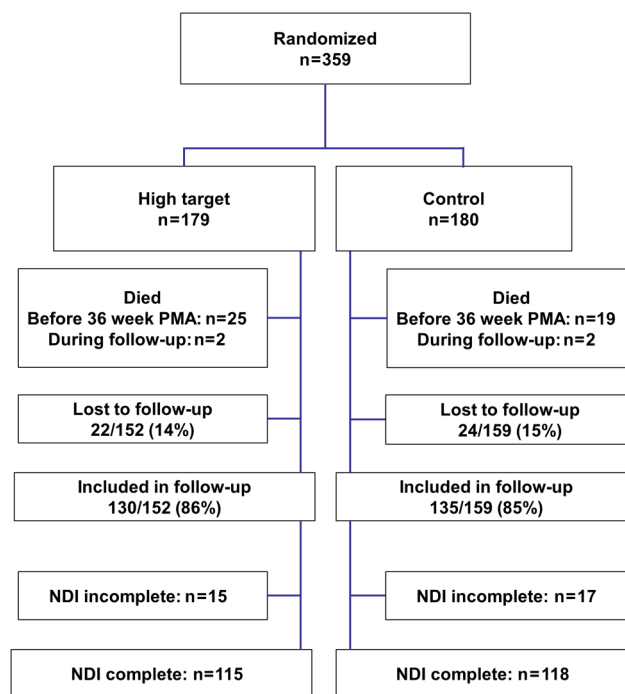 Randomized
n=359
High target
n=179
Control
n=180
Died
Before 36 week PMA: n=25
During follow-up: n=2
Died
Before 36 week PMA: n=19
During follow-up: n=2
Lost to follow-up
22/152 (14%)
Lost to follow-up
24/159 (15%)
Included in follow-up
130/152 (86%)
Included in follow-up
135/159 (85%)
NDI incomplete: n=15
NDI incomplete: n=17
NDI complete: n=115
NDI complete: n=118